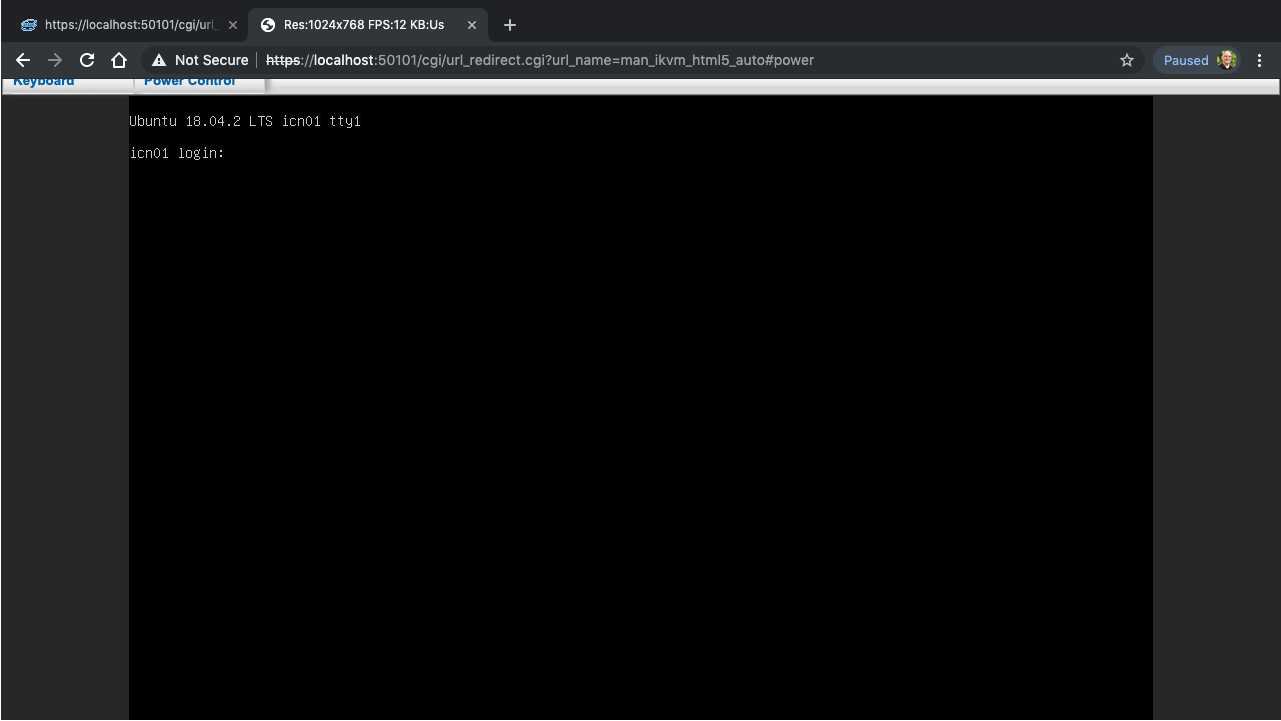 https://localhost:50101/cgi/url_
Res:1024x768 FPS:12 KB:Us
Not Secure
https://localhost:50101/cgi/url_redirect.cgi?url_name=man_ikvm_html5_auto#power
Paused
Keyboard
Power Control
Ubuntu 18.04.2 LTS icn01 tty1
icn01 login: